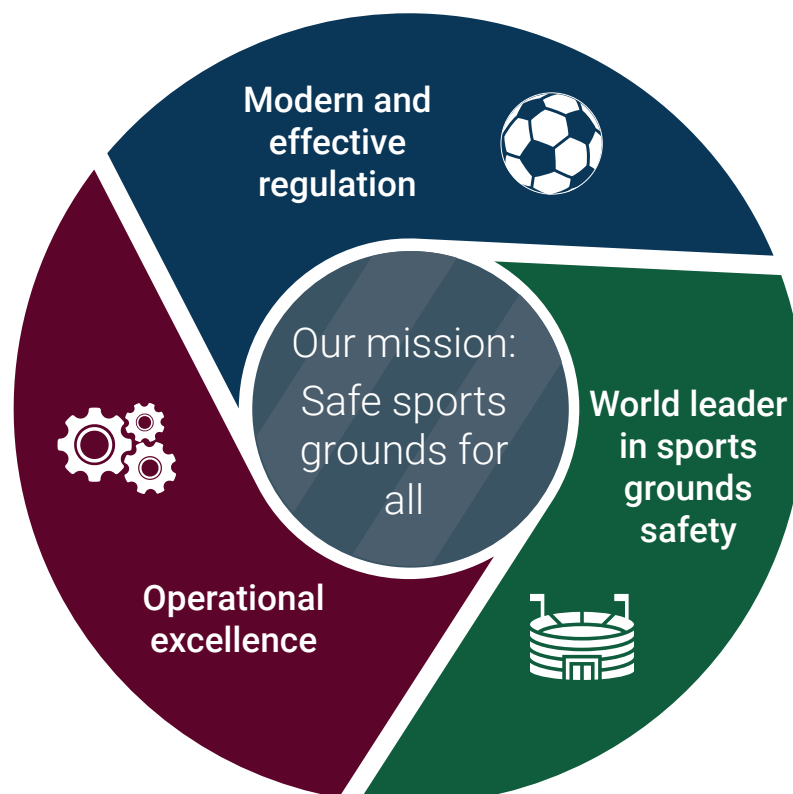 Modern and
effective
regulation
Our mission:
Safe sports
grounds for
all
World leader
in sports
grounds
safety
Operational
excellence